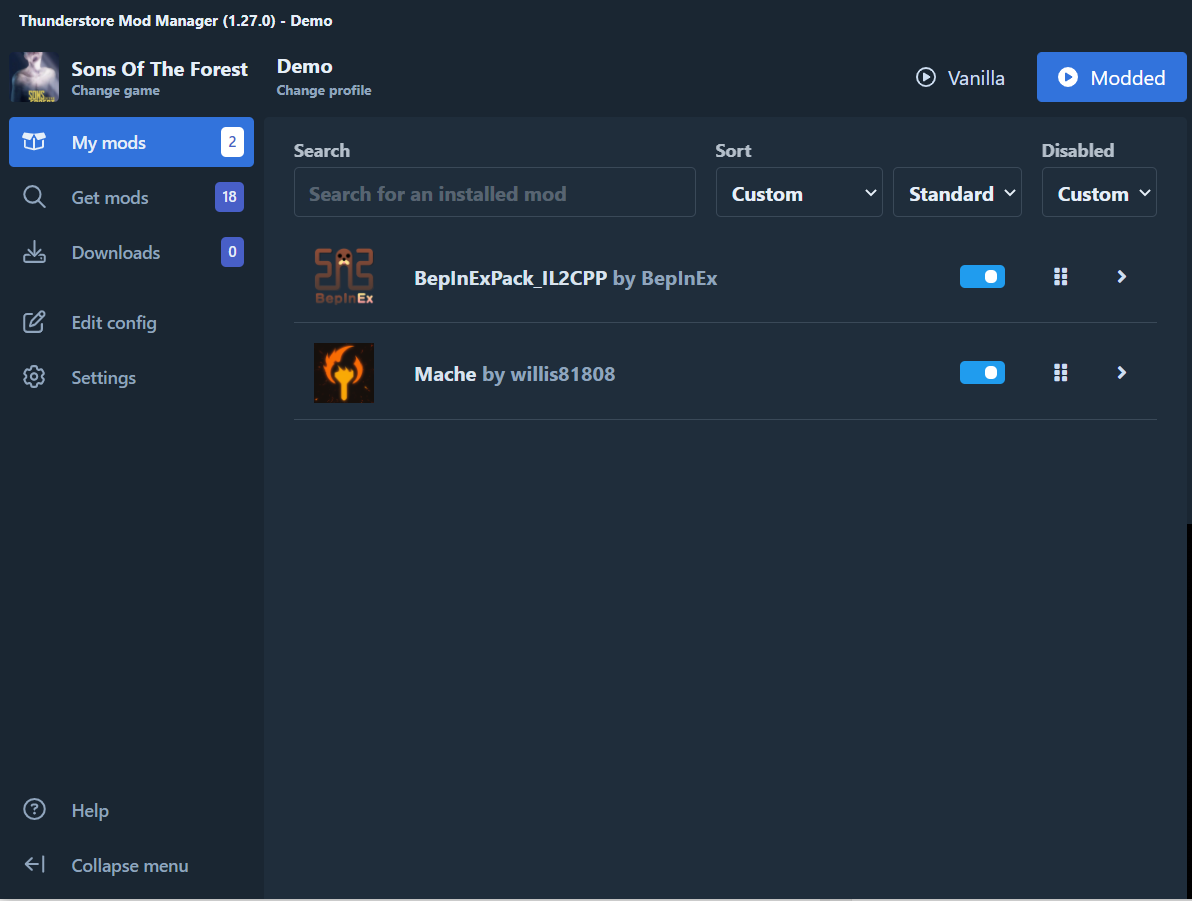 Thunderstore Mod Manager (1.27.0) - Demo
Sons Of The Forest
Change game
Demo
Change profile
Vanilla
Modded
My mods 2
Get mods 18
Downloads 0
Edit config
Settings
Help
Collapse menu
Search
Search for an installed mod
Sort
Custom
Standard
Disabled
Custom
BepInEx
BepInExPack_IL2CPP by BepInEx
Mache by willis81808